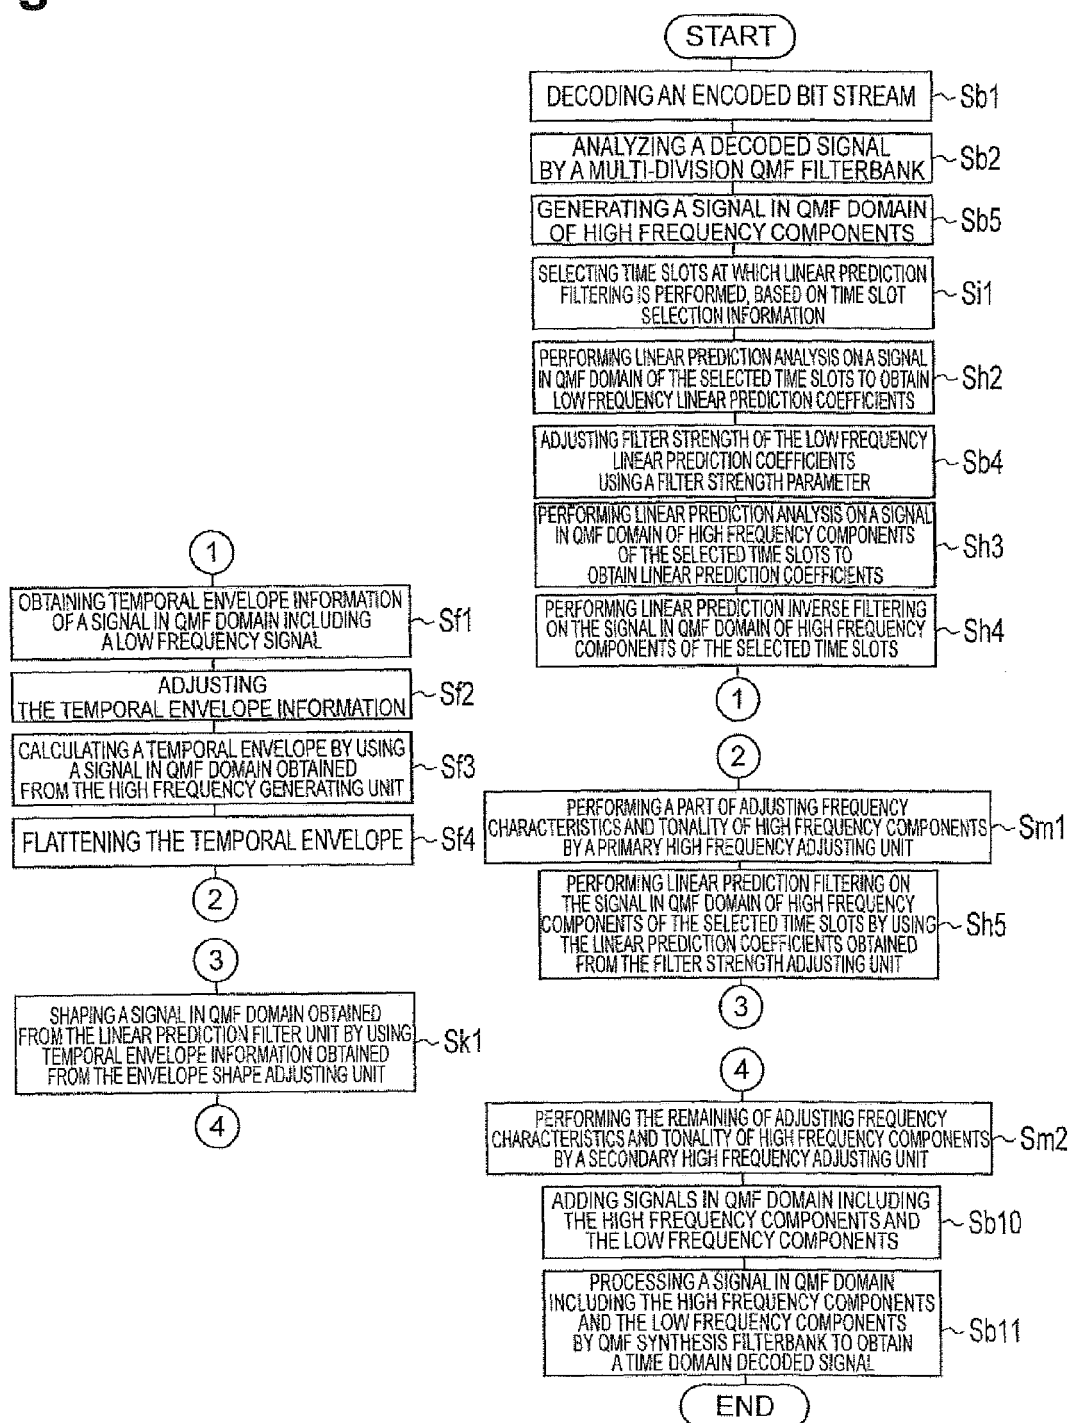 START
DECODING AN ENCODED BIT STREAM
Sb1
ANALYZING A DECODED SIGNAL
BY A MULTI-DIVISION QMF FILTERBANK
Sb2
GENERATING A SIGNAL IN QMF DOMAIN
OF HIGH FREQUENCY COMPONENTS
Sb5
SELECTING TIME SLOTS AT WHICH LINEAR PREDICTION
FILTERING IS PERFORMED, BASED ON TIME SLOT
SELECTION INFORMATION
Si1
PERFORMING LINEAR PREDICTION ANALYSIS ON A SIGNAL
IN QMF DOMAIN OF THE SELECTED TIME SLOTS TO OBTAIN
LOW FREQUENCY LINEAR PREDICTION COEFFICIENTS
Sh2
ADJUSTING FILTER STRENGTH OF THE LOW FREQUENCY
LINEAR PREDICTION COEFFICIENTS
USING A FILTER STRENGTH PARAMETER
Sb4
PERFORMING LINEAR PREDICTION ANALYSIS ON A SIGNAL
IN QMF DOMAIN OF HIGH FREQUENCY COMPONENTS
OF THE SELECTED TIME SLOTS TO
OBTAIN LINEAR PREDICTION COEFFICIENTS
Sh3
PERFORMNG LINEAR PREDICTION INVERSE FILTERING
ON THE SIGNAL IN QMF DOMAIN OF HIGH FREQUENCY
COMPONENTS OF THE SELECTED TIME SLOTS
Sh4
1
1
OBTAINING TEMPORAL ENVELOPE INFORMATION
OF A SIGNAL IN QMF DOMAIN INCLUDING
A LOW FREQUENCY SIGNAL
Sf1
ADJUSTING
THE TEMPORAL ENVELOPE INFORMATION
Sf2
CALCULATING A TEMPORAL ENVELOPE BY USING
A SIGNAL IN QMF DOMAIN OBTAINED
FROM THE HIGH FREQUENCY GENERATING UNIT
Sf3
FLATTENING THE TEMPORAL ENVELOPE
Sf4
2
2
PERFORMING A PART OF ADJUSTING FREQUENCY
CHARACTERISTICS AND TONALITY OF HIGH FREQUENCY COMPONENTS
BY A PRIMARY HIGH FREQUENCY ADJUSTING UNIT
Sm1
PERFORMING LINEAR PREDICTION FILTERING ON
THE SIGNAL IN QMF DOMAIN OF HIGH FREQUENCY
COMPONENTS OF THE SELECTED TIME SLOTS BY USING
THE LINEAR PREDICTION COEFFICIENTS OBTAINED
FROM THE FILTER STRENGTH ADJUSTING UNIT
Sh5
3
3
SHAPING A SIGNAL IN QMF DOMAIN OBTAINED
FROM THE LINEAR PREDICTION FILTER UNIT BY USING
TEMPORAL ENVELOPE INFORMATION OBTAINED
FROM THE ENVELOPE SHAPE ADJUSTING UNIT
Sk1
4
4
PERFORMING THE REMAINING OF ADJUSTING FREQUENCY
CHARACTERISTICS AND TONALITY OF HIGH FREQUENCY COMPONENTS
BY A SECONDARY HIGH FREQUENCY ADJUSTING UNIT
Sm2
ADDING SIGNALS IN QMF DOMAIN INCLUDING
THE HIGH FREQUENCY COMPONENTS AND
THE LOW FREQUENCY COMPONENTS
Sb10
PROCESSING A SIGNAL IN QMF DOMAIN
INCLUDING THE HIGH FREQUENCY COMPONENTS
AND THE LOW FREQUENCY COMPONENTS
BY QMF SYNTHESIS FILTERBANK TO OBTAIN
A TIME DOMAIN DECODED SIGNAL
Sb11
END